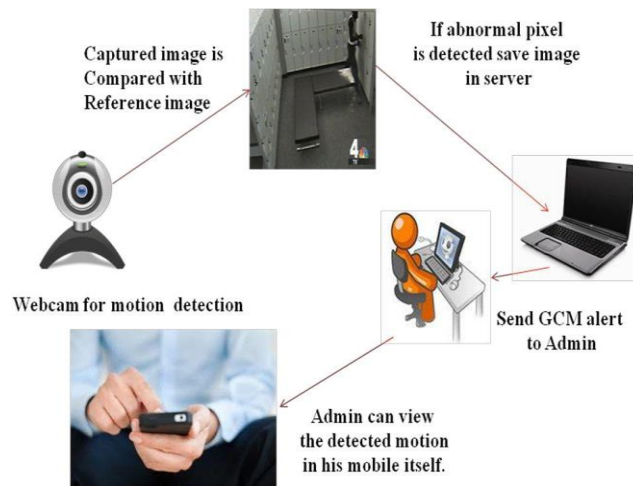 Captured image is
Compared with
Reference image
If abnormal pixel
is detected save image
in server
4
Webcam for motion detection
Send GCM alert
to Admin
Admin can view
the detected motion
in his mobile itself.